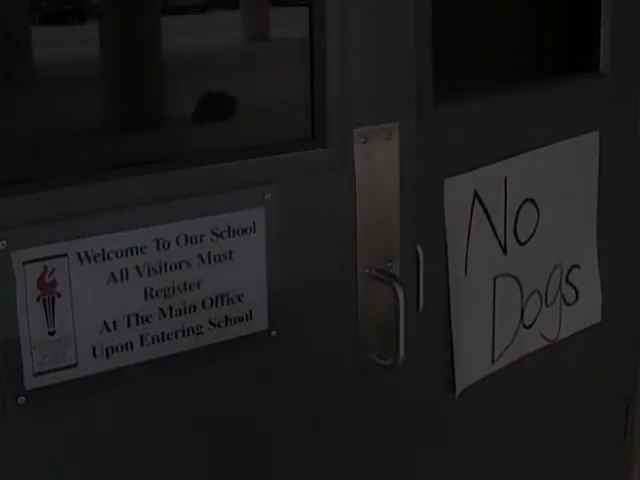 Welcome To Our School
All Visitors Must
Register
At The Main Office
Upon Entering School
No
Dogs